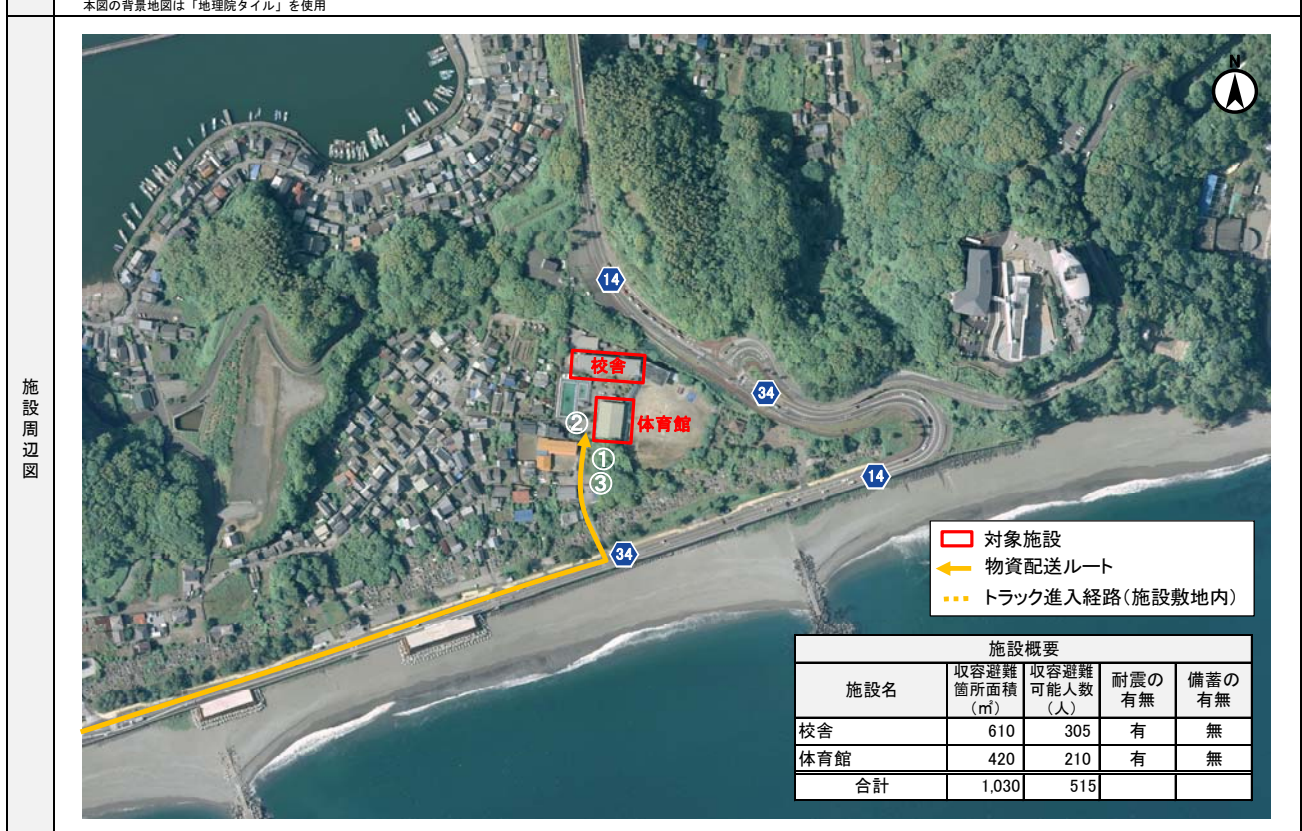 本図の背景地図は「地理院タイル」を使用
施設周辺図
N
14
校舎
34
体育館
②
①
③
14
34
対象施設
物資配送ルート
トラック進入経路(施設敷地内)
施設概要
施設名 収容避難箇所面積(㎡) 収容避難可能人数(人) 耐震の有無 備蓄の有無
校舎 610 305 有 無
体育館 420 210 有 無
合計 1,030 515